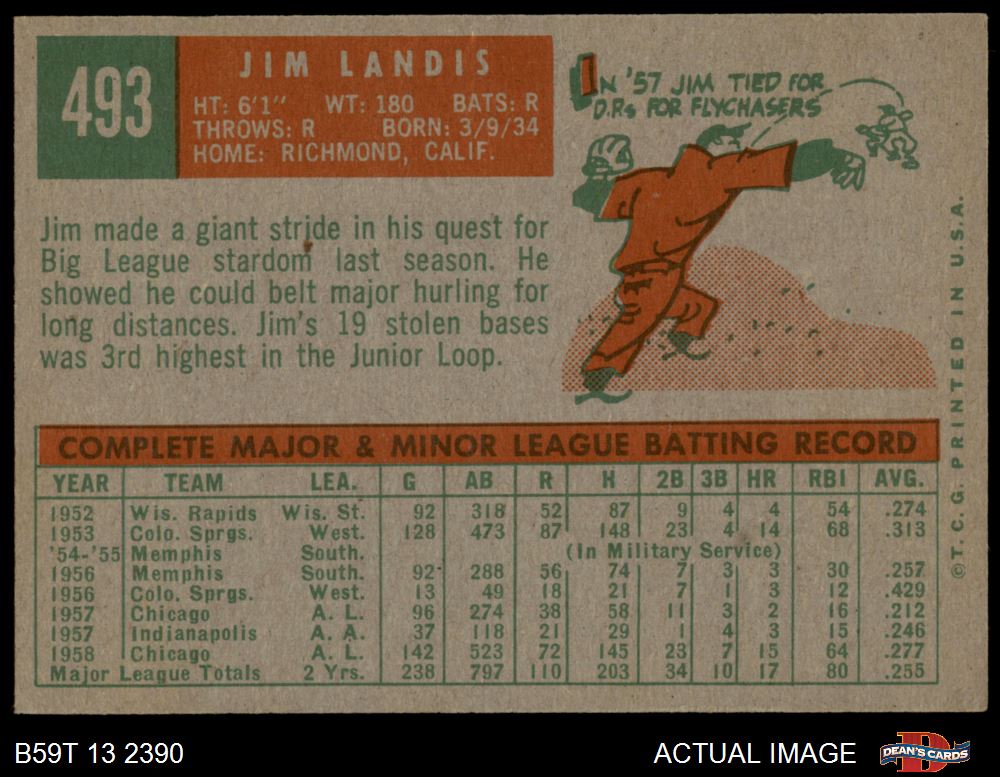 493
JIM LANDIS
HT: 6'1" WT: 180 BATS: R
THROWS: R BORN: 3/9/34
HOME: RICHMOND, CALIF.
IN '57 JIM TIED FOR
D.P.s FOR FLYCHASERS
Jim made a giant stride in his quest for
Big League stardom last season. He
showed he could belt major hurling for
long distances. Jim's 19 stolen bases
was 3rd highest in the Junior Loop.
COMPLETE MAJOR & MINOR LEAGUE BATTING RECORD
YEAR TEAM LEA. G AB R H 2B 3B HR RBI AVG.
1952 Wis. Rapids Wis. St. 92 318 52 87 9 4 4 54 .274
1953 Colo. Sprgs. West. 128 473 87 148 23 4 14 68 .313
'54-'55 Memphis South. (In Military Service)
1956 Memphis South. 92 288 56 74 7 3 3 30 .257
1956 Colo. Sprgs. West. 13 49 18 21 7 1 3 12 .429
1957 Chicago A. L. 96 274 38 58 11 3 2 16 .212
1957 Indianapolis A. A. 37 118 21 29 1 4 3 15 .246
1958 Chicago A. L. 142 523 72 145 23 7 15 64 .277
Major League Totals 2 Yrs. 238 797 110 203 34 10 17 80 .255
© T. C. G. PRINTED IN U.S.A.
B59T 13 2390
ACTUAL IMAGE
D
DEAN'S CARDS